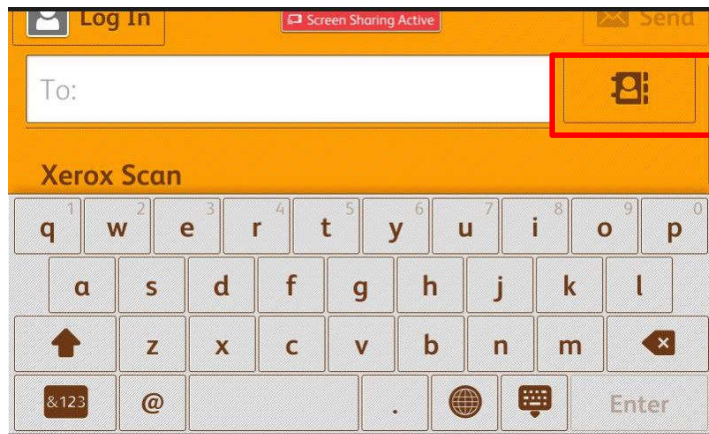 Log In Screen Sharing Active Send
To:
Xerox Scan
q 1 w 2 e 3 r 4 t 5 y 6 u 7 i 8 o 9 p 0
a s d f g h j k l
z x c v b n m
&123 @ . Enter